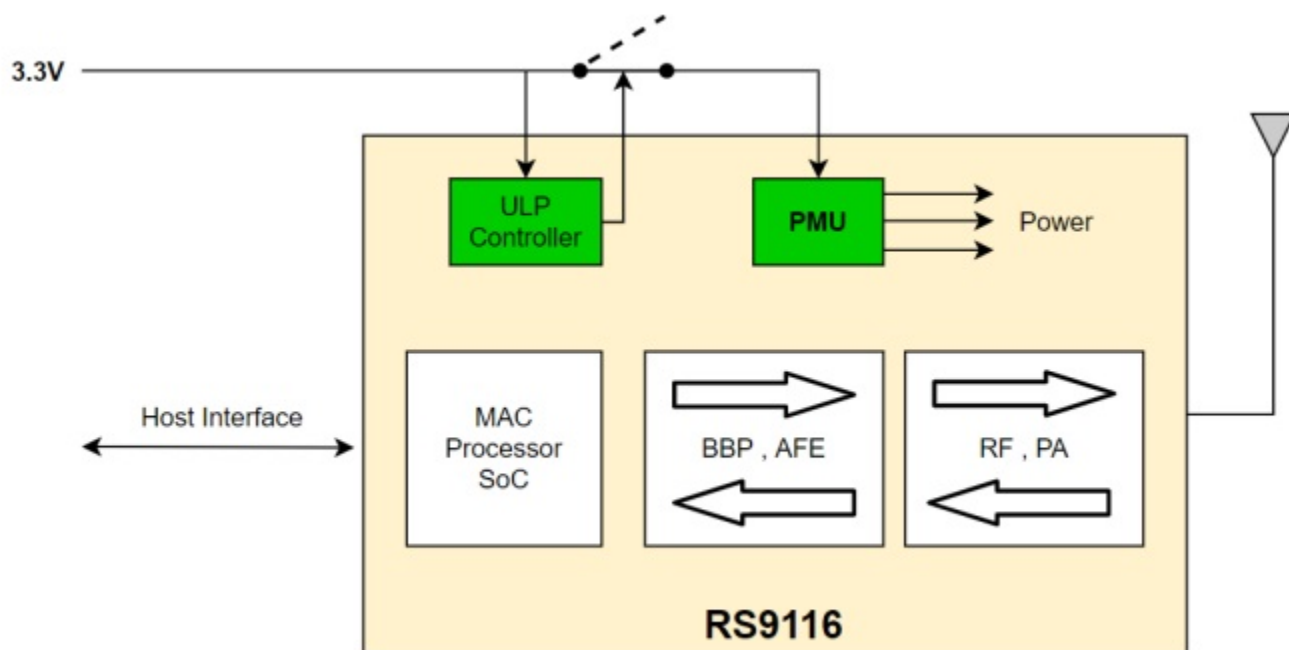 3.3V
ULP
Controller
PMU
Power
Host Interface
MAC
Processor
SoC
BBP , AFE
RF , PA
RS9116